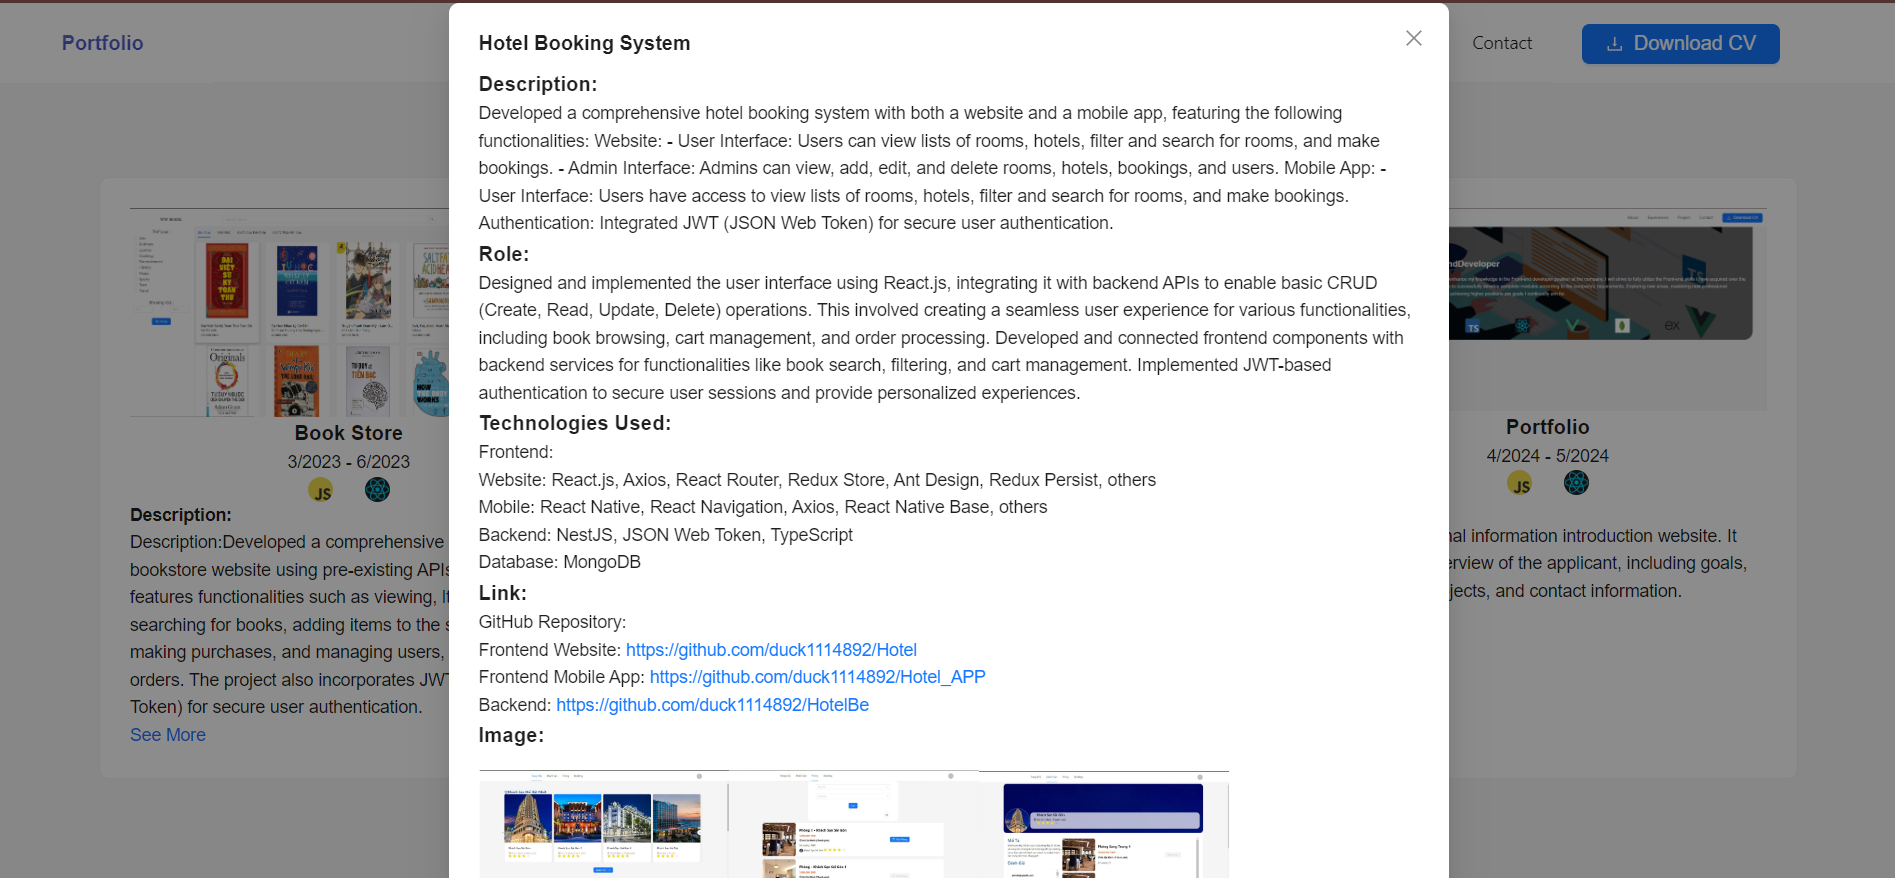 Portfolio
Contact
Download CV
Hotel Booking System
Description:
Developed a comprehensive hotel booking system with both a website and a mobile app, featuring the following
functionalities: Website: - User Interface: Users can view lists of rooms, hotels, filter and search for rooms, and make
bookings. - Admin Interface: Admins can view, add, edit, and delete rooms, hotels, bookings, and users. Mobile App: -
User Interface: Users have access to view lists of rooms, hotels, filter and search for rooms, and make bookings.
Authentication: Integrated JWT (JSON Web Token) for secure user authentication.
Role:
Designed and implemented the user interface using React.js, integrating it with backend APIs to enable basic CRUD
(Create, Read, Update, Delete) operations. This involved creating a seamless user experience for various functionalities,
including book browsing, cart management, and order processing. Developed and connected frontend components with
backend services for functionalities like book search, filtering, and cart management. Implemented JWT-based
authentication to secure user sessions and provide personalized experiences.
Technologies Used:
Frontend:
Website: React.js, Axios, React Router, Redux Store, Ant Design, Redux Persist, others
Mobile: React Native, React Navigation, Axios, React Native Base, others
Backend: NestJS, JSON Web Token, TypeScript
Database: MongoDB
Link:
GitHub Repository:
Frontend Website: https://github.com/duck1114892/Hotel
Frontend Mobile App: https://github.com/duck1114892/Hotel_APP
Backend: https://github.com/duck1114892/HotelBe
Image:
Book Store
3/2023 - 6/2023
JS
Description:
Description:Developed a comprehensive
bookstore website using pre-existing APIs
features functionalities such as viewing,
searching for books, adding items to the
making purchases, and managing users,
orders. The project also incorporates JWT
Token) for secure user authentication.
See More
Portfolio
4/2024 - 5/2024
JS
information introduction website. It
of the applicant, including goals,
and contact information.